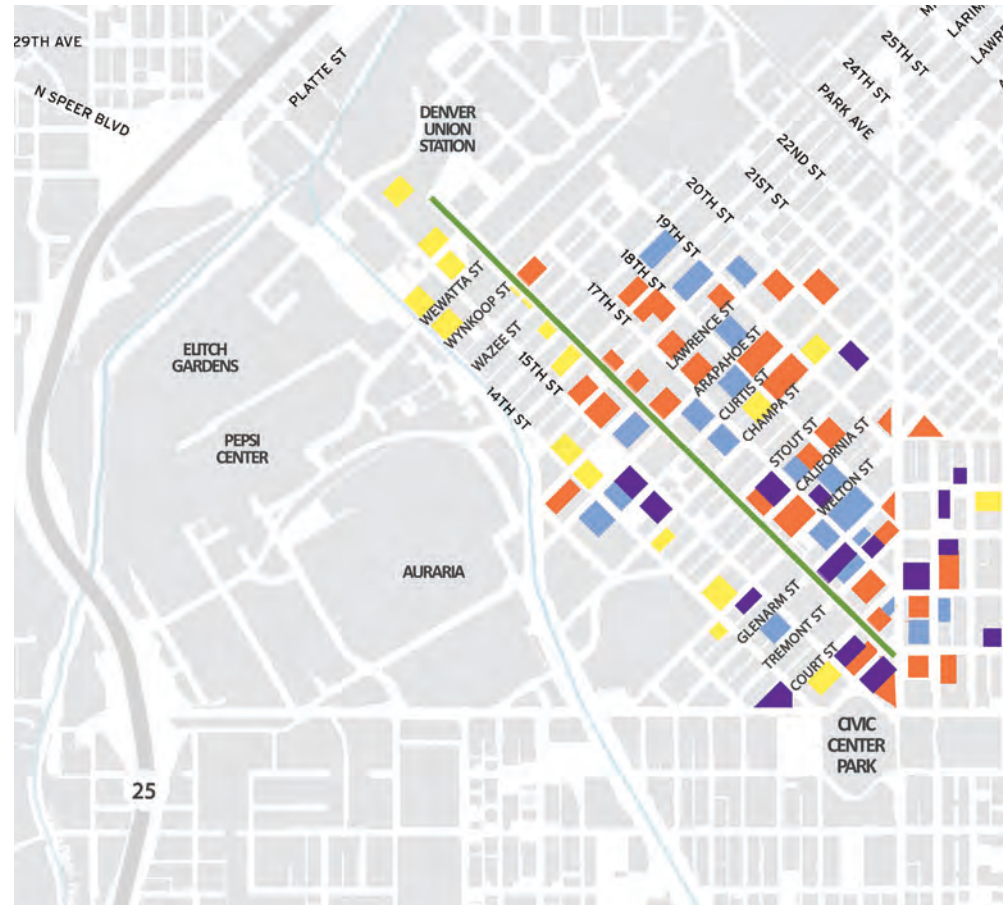 29TH AVE
N SPEER BLVD
PLATTE ST
DENVER
UNION
STATION
LARIM
LAWRE
25TH ST
24TH ST
PARK AVE
22ND ST
21ST ST
20TH ST
19TH ST
18TH ST
17TH ST
WEWATTA ST
WYNKOOP ST
WAZEE ST
15TH ST
14TH ST
LAWRENCE ST
ARAPAHOE ST
CURTIS ST
CHAMPA ST
STOUT ST
CALIFORNIA ST
WELTON ST
ELITCH
GARDENS
PEPSI
CENTER
AURARIA
GLENARM ST
TREMONT ST
COURT ST
CIVIC
CENTER
PARK
25